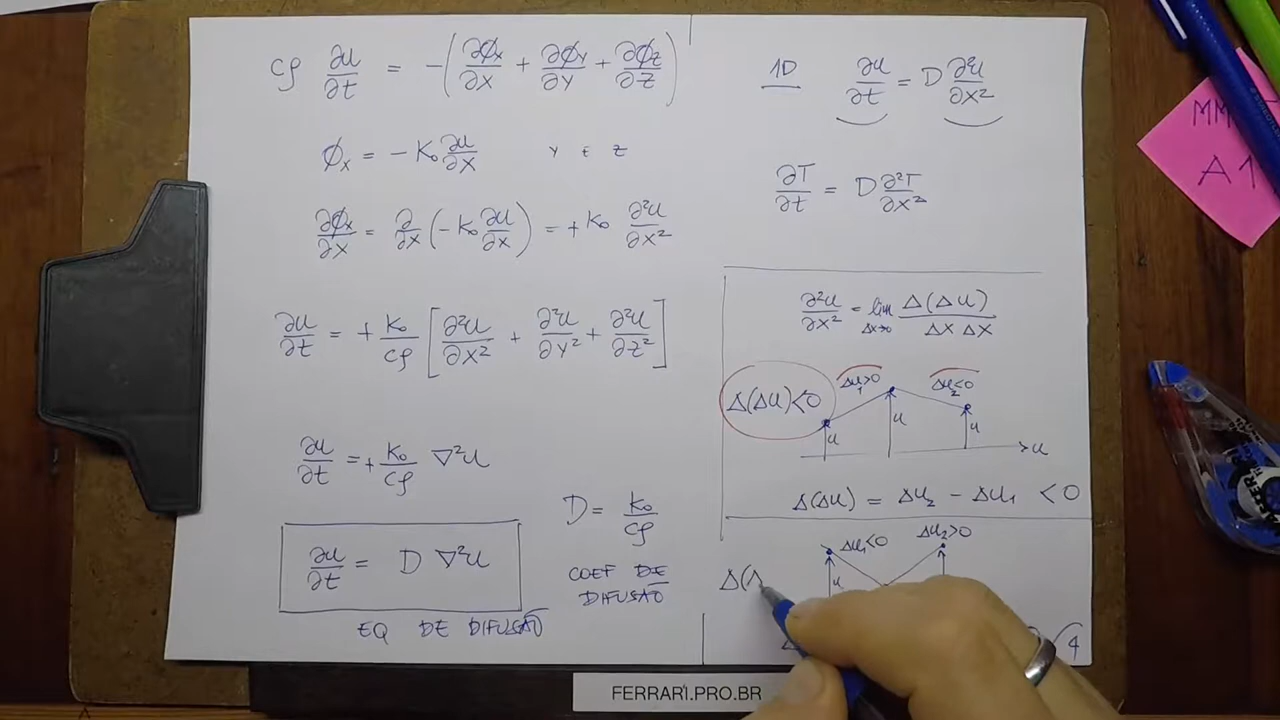 cρ ∂u/∂t = -(∂ϕx/∂x + ∂ϕy/∂y + ∂ϕz/∂z)
ϕx = -K₀ ∂u/∂x   Y E Z
∂ϕx/∂x = ∂/∂x (-K₀ ∂u/∂x) = +K₀ ∂²u/∂x²
∂u/∂t = + K₀/cρ [∂²u/∂x² + ∂²u/∂y² + ∂²u/∂z²]
∂u/∂t = + K₀/cρ ∇²u
D = K₀/cρ
COEF DE
DIFUSÃO
∂u/∂t = D ∇²u
EQ DE DIFUSÃO
1D ∂u/∂t = D ∂²u/∂x²
∂T/∂t = D ∂²T/∂x²
∂²u/∂x² = lim Δx→0 Δ(Δu)/Δx Δx
Δ(Δu)<0 Δu₁>0 Δu₂<0
u u u u
Δ(Δu) = Δu₂ - Δu₁ <0
Δu₁<0 Δu₂>0
Δ(Δ u
4
A1
FERRARI.PRO.BR